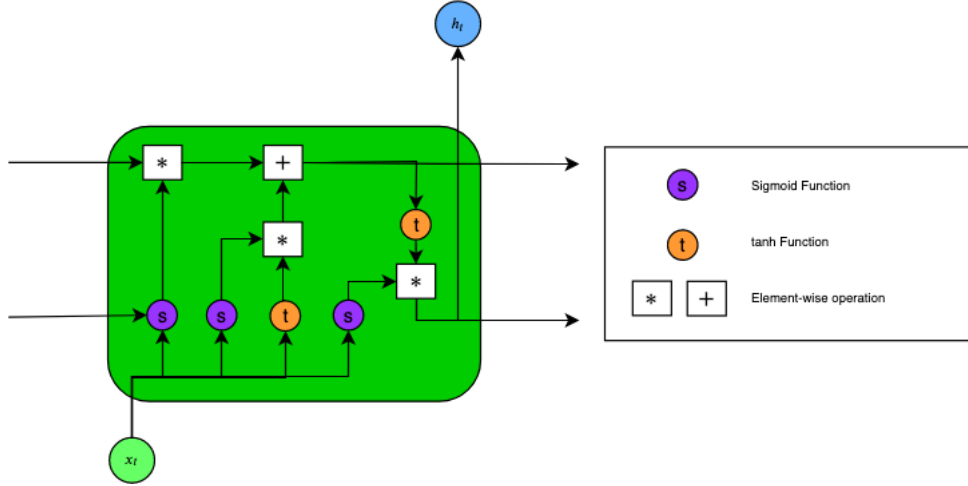 h_t
* +
s Sigmoid Function
t
t tanh Function
*
*
* + Element-wise operation
s s t s
x_t